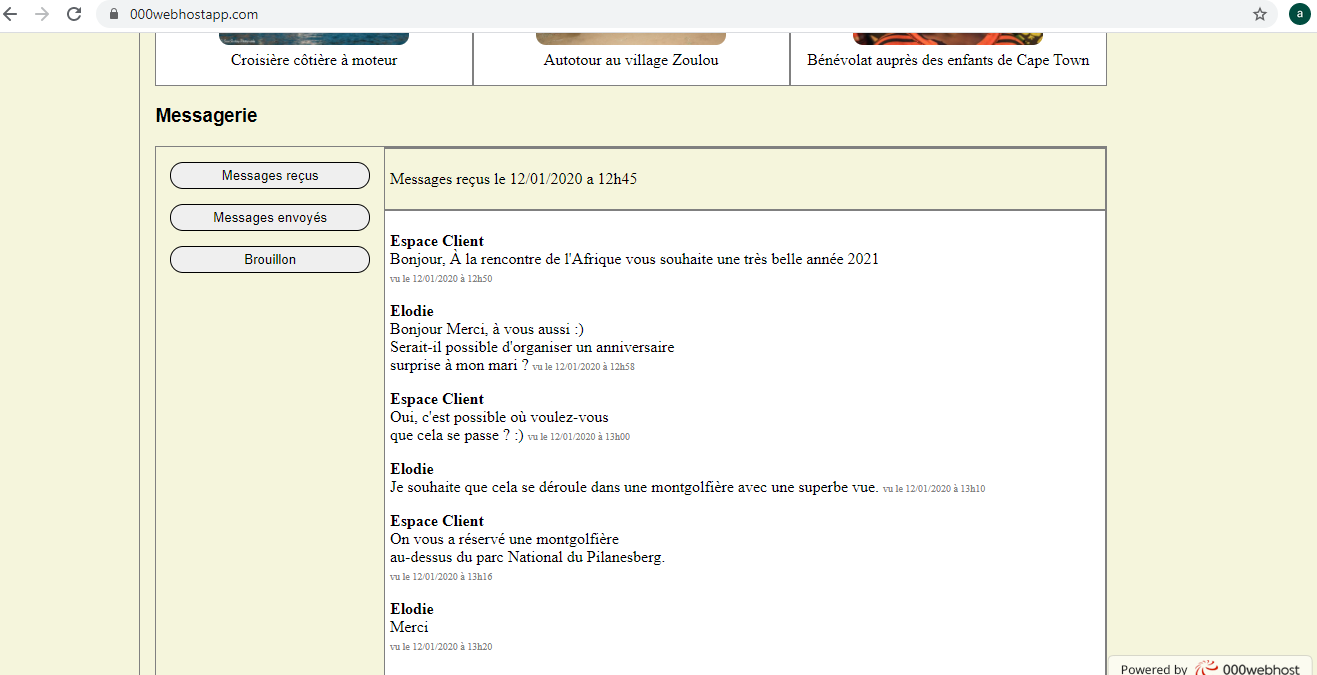 000webhostapp.com
a
Croisière côtière à moteur
Autotour au village Zoulou
Bénévolat auprès des enfants de Cape Town
Messagerie
Messages reçus
Messages envoyés
Brouillon
Messages reçus le 12/01/2020 a 12h45
Espace Client
Bonjour, À la rencontre de l'Afrique vous souhaite une très belle année 2021
vu le 12/01/2020 à 12h50
Elodie
Bonjour Merci, à vous aussi :)
Serait-il possible d'organiser un anniversaire
surprise à mon mari ? vu le 12/01/2020 à 12h58
Espace Client
Oui, c'est possible où voulez-vous
que cela se passe ? :) vu le 12/01/2020 à 13h00
Elodie
Je souhaite que cela se déroule dans une montgolfière avec une superbe vue. vu le 12/01/2020 à 13h10
Espace Client
On vous a réservé une montgolfière
au-dessus du parc National du Pilanesberg.
vu le 12/01/2020 à 13h16
Elodie
Merci
vu le 12/01/2020 à 13h20
Powered by 000webhost